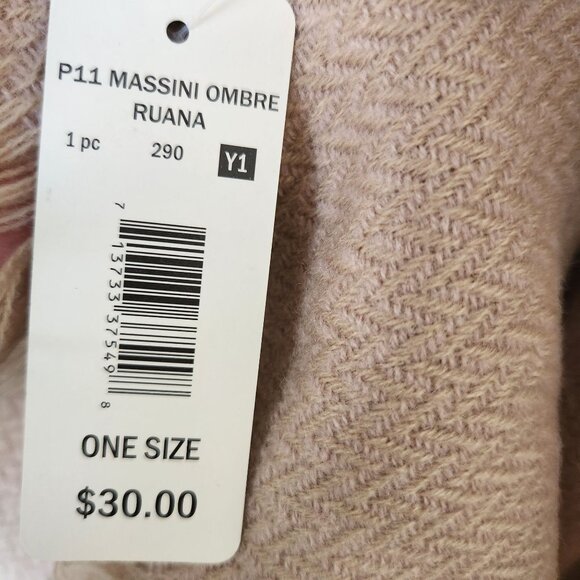 P11 MASSINI OMBRE
RUANA
1 pc 290 Y1
7 13733 37549 8
ONE SIZE
$30.00